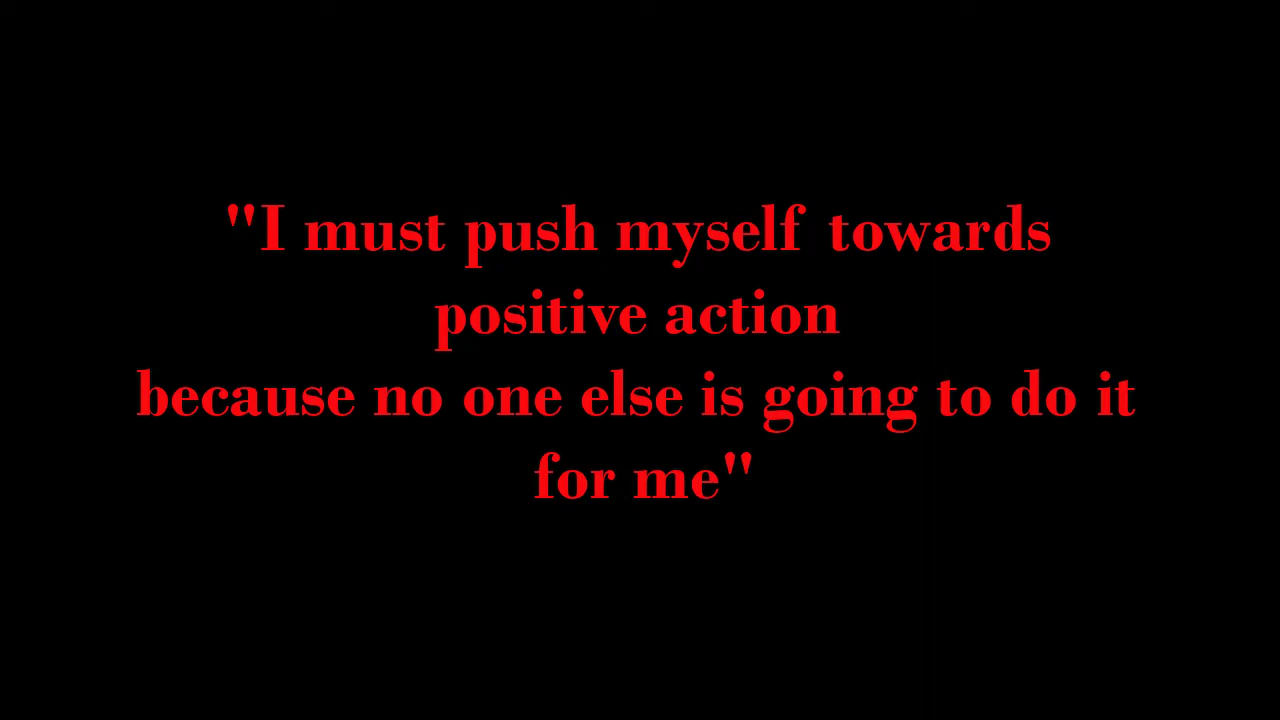 "I must push myself towards
positive action
because no one else is going to do it
for me"